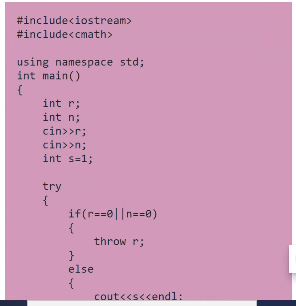 #include<iostream>
#include<cmath>
using namespace std;
int main()
{
int r;
int n;
cin>>r;
cin>>n;
int s=1;
try
{
if(r==0||n==0)
{
throw r;
}
else
{
cout<<s<<endl;